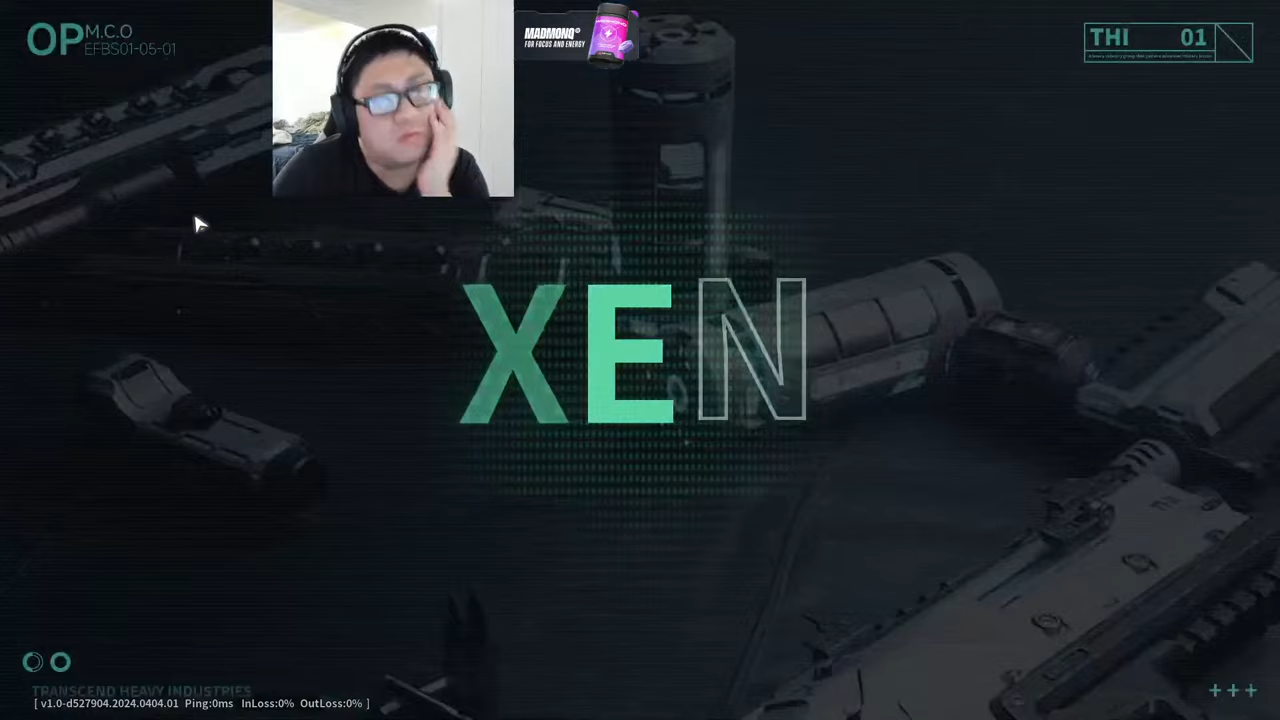 OP M.C.O
EFBS01-05-01
MADMONQ®
FOR FOCUS AND ENERGY
THI 01
XEN
TRANSCEND HEAVY INDUSTRIES
[ v1.0-d527904.2024.0404.01 Ping:0ms InLoss:0% OutLoss:0% ]
+++